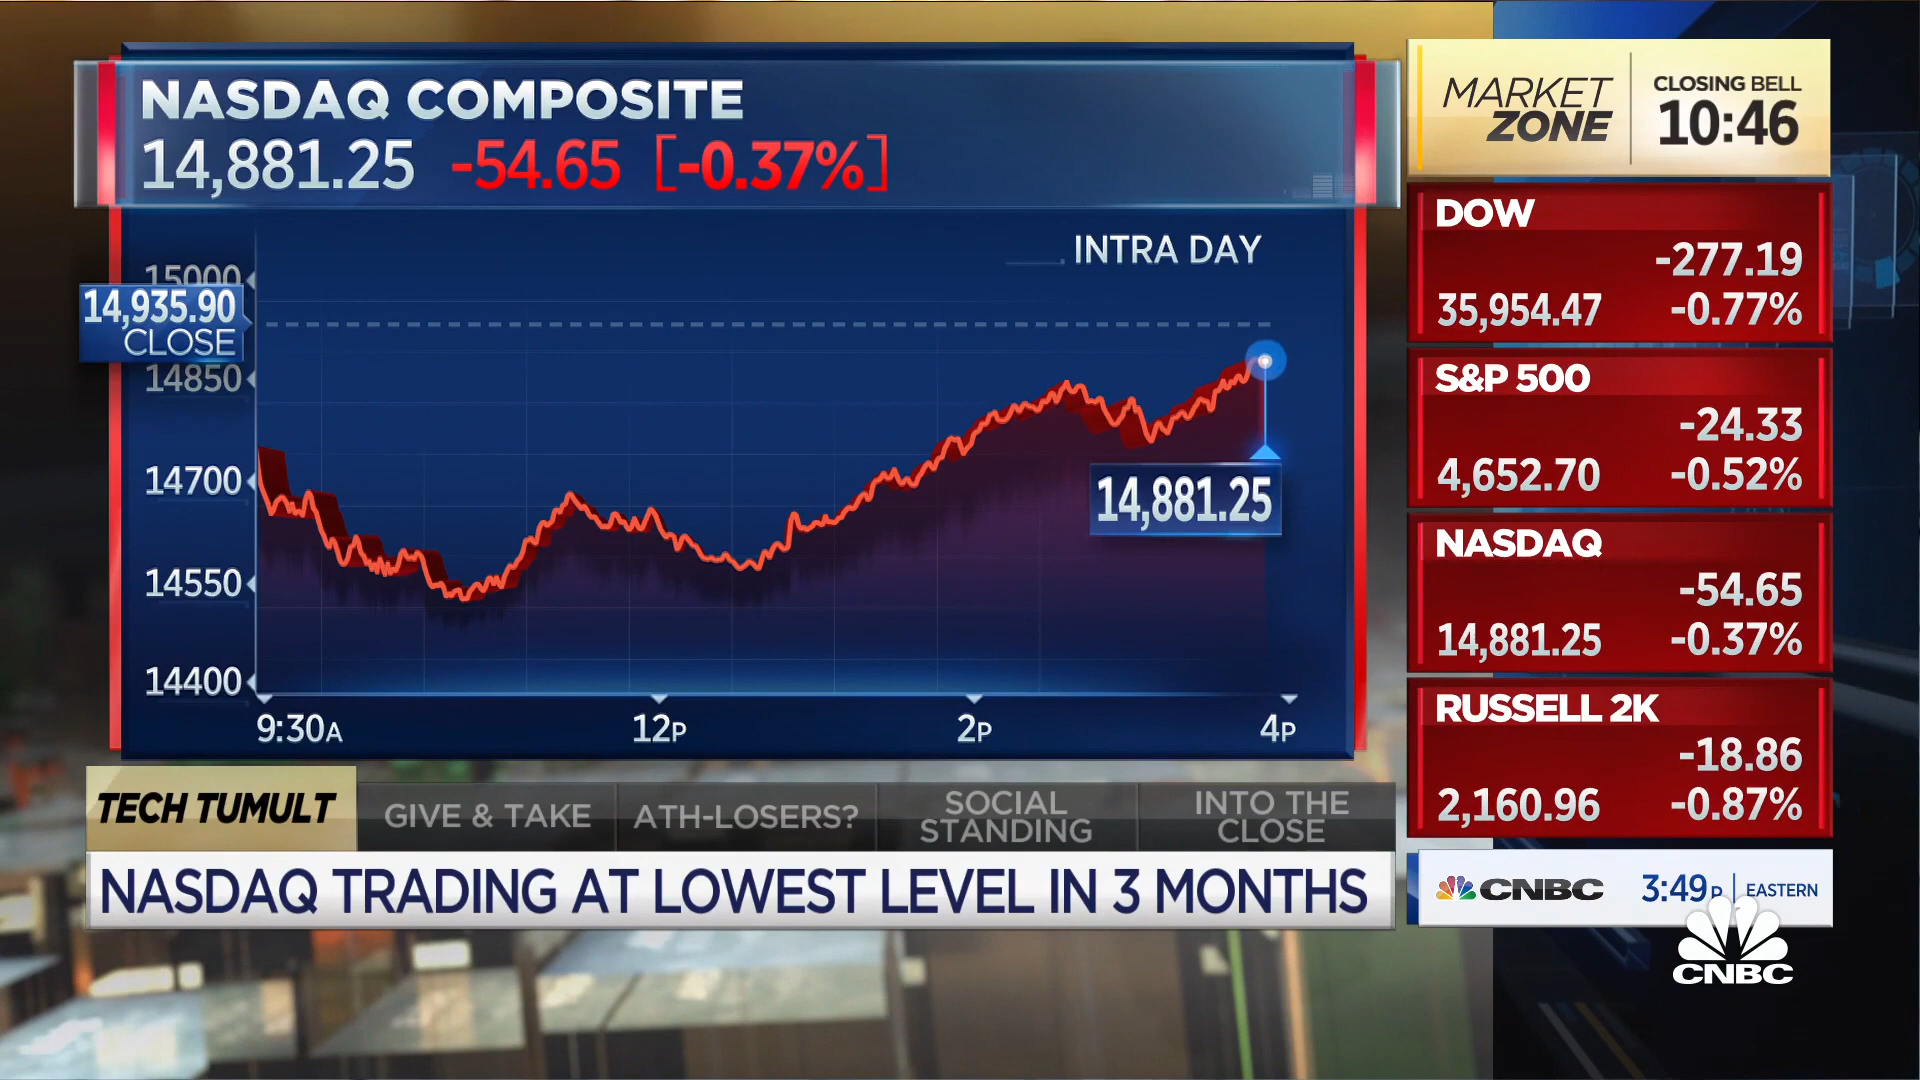 NASDAQ COMPOSITE
14,881.25 -54.65 [-0.37%]
INTRA DAY
15000
14,935.90
CLOSE
14850
14700
14550
14400
14,881.25
9:30A 12P 2P 4P
TECH TUMULT
GIVE & TAKE
ATH-LOSERS?
SOCIAL
STANDING
INTO THE
CLOSE
NASDAQ TRADING AT LOWEST LEVEL IN 3 MONTHS
MARKET
ZONE
CLOSING BELL
10:46
DOW
-277.19
35,954.47 -0.77%
S&P 500
-24.33
4,652.70 -0.52%
NASDAQ
-54.65
14,881.25 -0.37%
RUSSELL 2K
-18.86
2,160.96 -0.87%
CNBC 3:49P EASTERN
CNBC